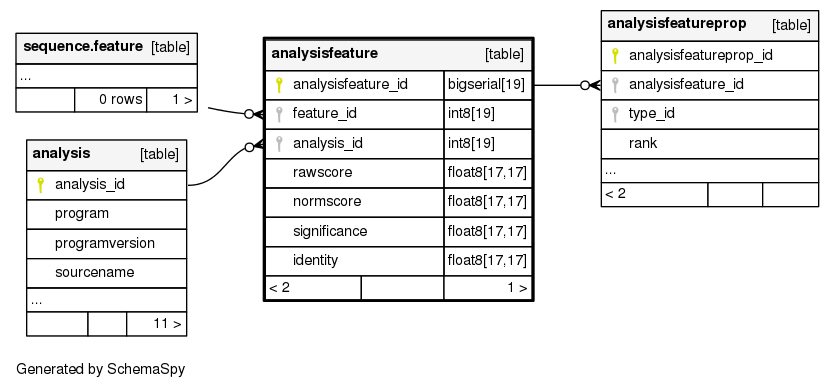 sequence.feature [table]
...
0 rows 1 >
analysis [table]
analysis_id
program
programversion
sourcename
...
11 >
analysisfeature [table]
analysisfeature_id bigserial[19]
feature_id int8[19]
analysis_id int8[19]
rawscore float8[17,17]
normscore float8[17,17]
significance float8[17,17]
identity float8[17,17]
< 2 1 >
analysisfeatureprop [table]
analysisfeatureprop_id
analysisfeature_id
type_id
rank
...
< 2
Generated by SchemaSpy